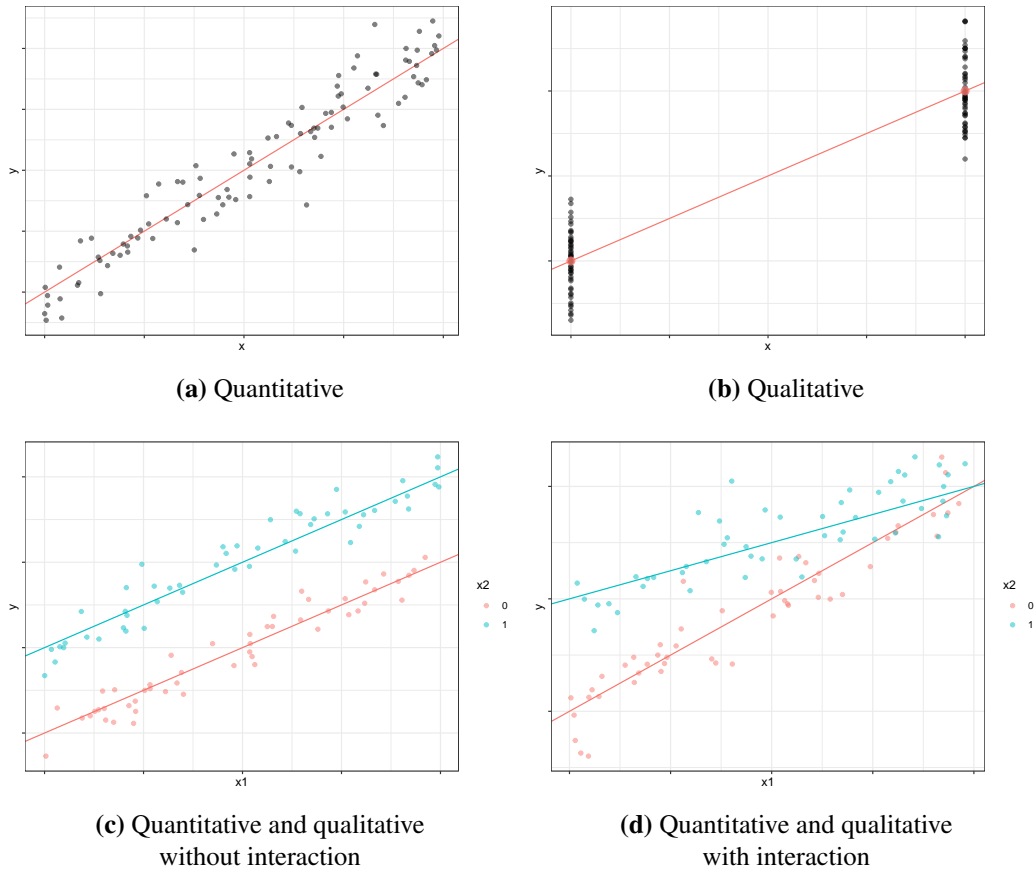 y
x
(a) Quantitative
y
x
(b) Qualitative
y
x1
x2
0
1
(c) Quantitative and qualitative
without interaction
y
x1
x2
0
1
(d) Quantitative and qualitative
with interaction